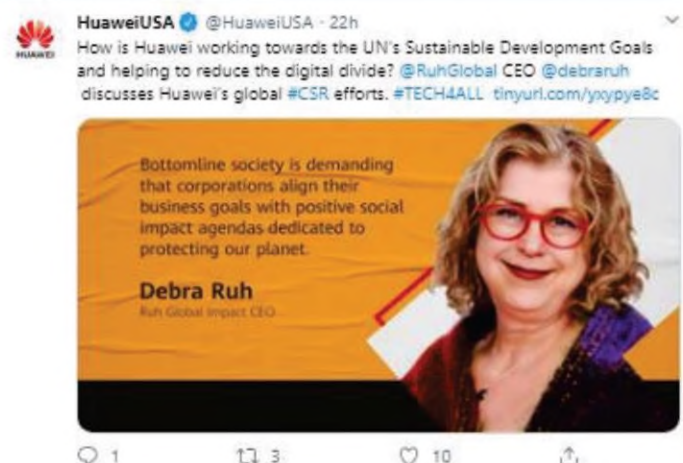 HuaweiUSA @HuaweiUSA · 22h
HUAWEI
How is Huawei working towards the UN's Sustainable Development Goals
and helping to reduce the digital divide? @RuhGlobal CEO @debraruh
discusses Huawei's global #CSR efforts. #TECH4ALL tinyurl.com/yxypye8c
Bottomline society is demanding
that corporations align their
business goals with positive social
impact agendas dedicated to
protecting our planet.
Debra Ruh
Ruh Global Impact CEO
1 3 10